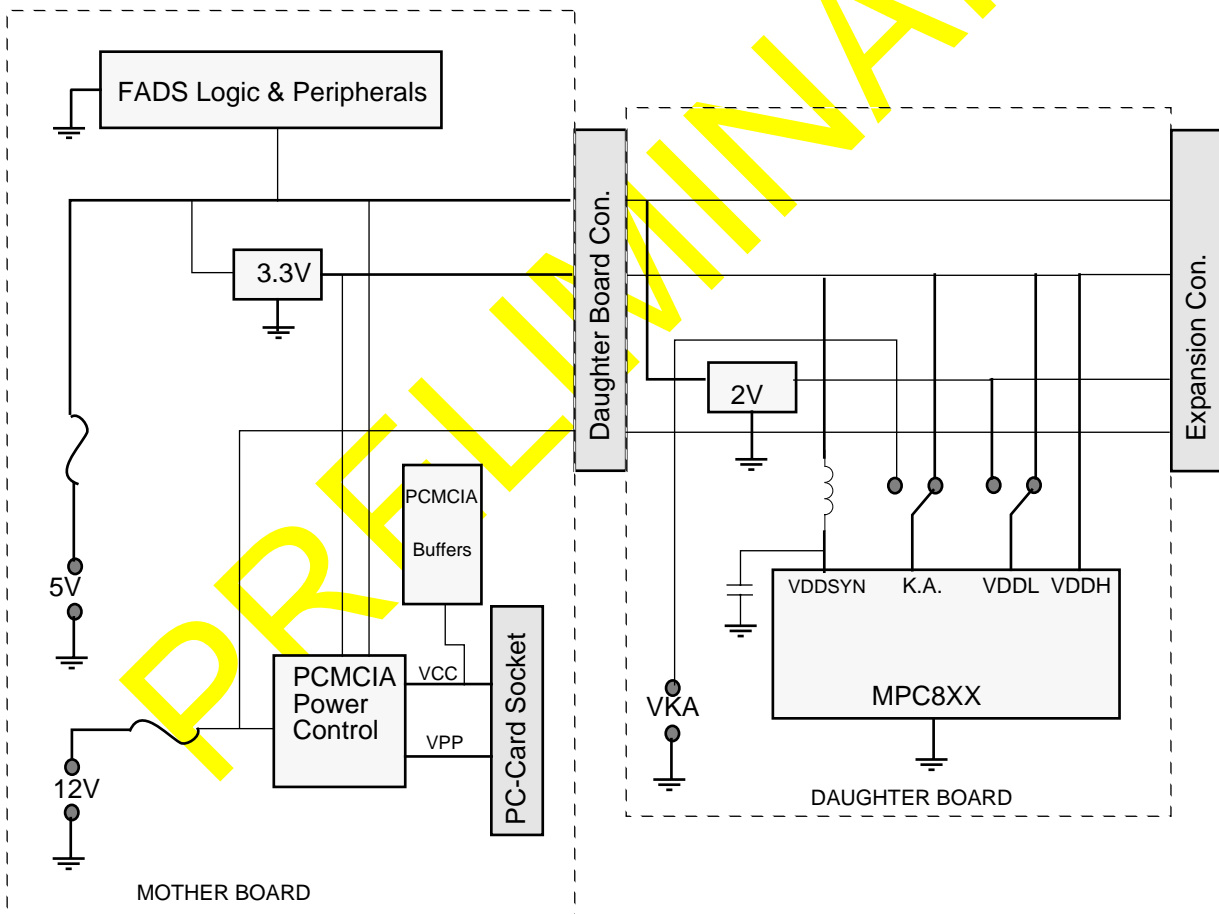 FADS Logic & Peripherals
3.3V
Daughter Board Con.
Expansion Con.
2V
PCMCIA
Buffers
5V
VDDSYN
K.A.
VDDL
VDDH
PCMCIA
Power
Control
VCC
VPP
PC-Card Socket
VKA
MPC8XX
12V
DAUGHTER BOARD
MOTHER BOARD
PRELIMINA